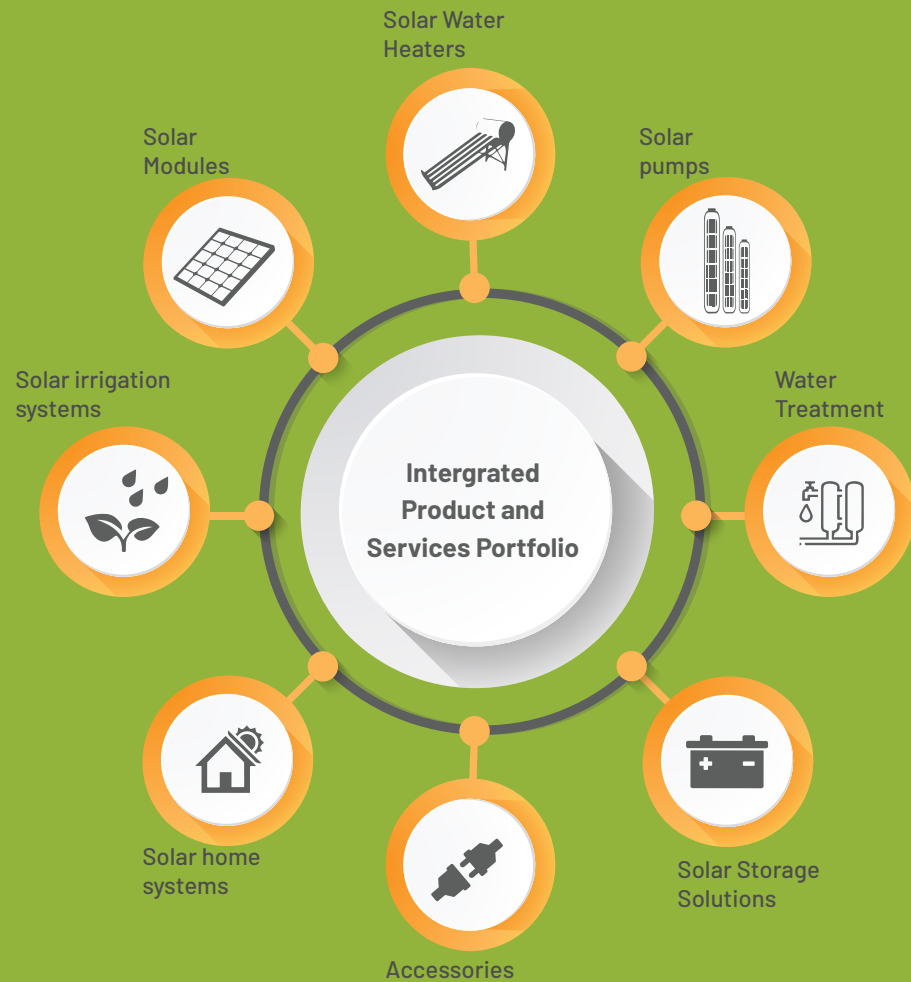 Solar Water
Heaters
Solar
Modules
Solar
pumps
Solar irrigation
systems
Water
Treatment
Intergrated
Product and
Services Portfolio
Solar home
systems
Solar Storage
Solutions
Accessories